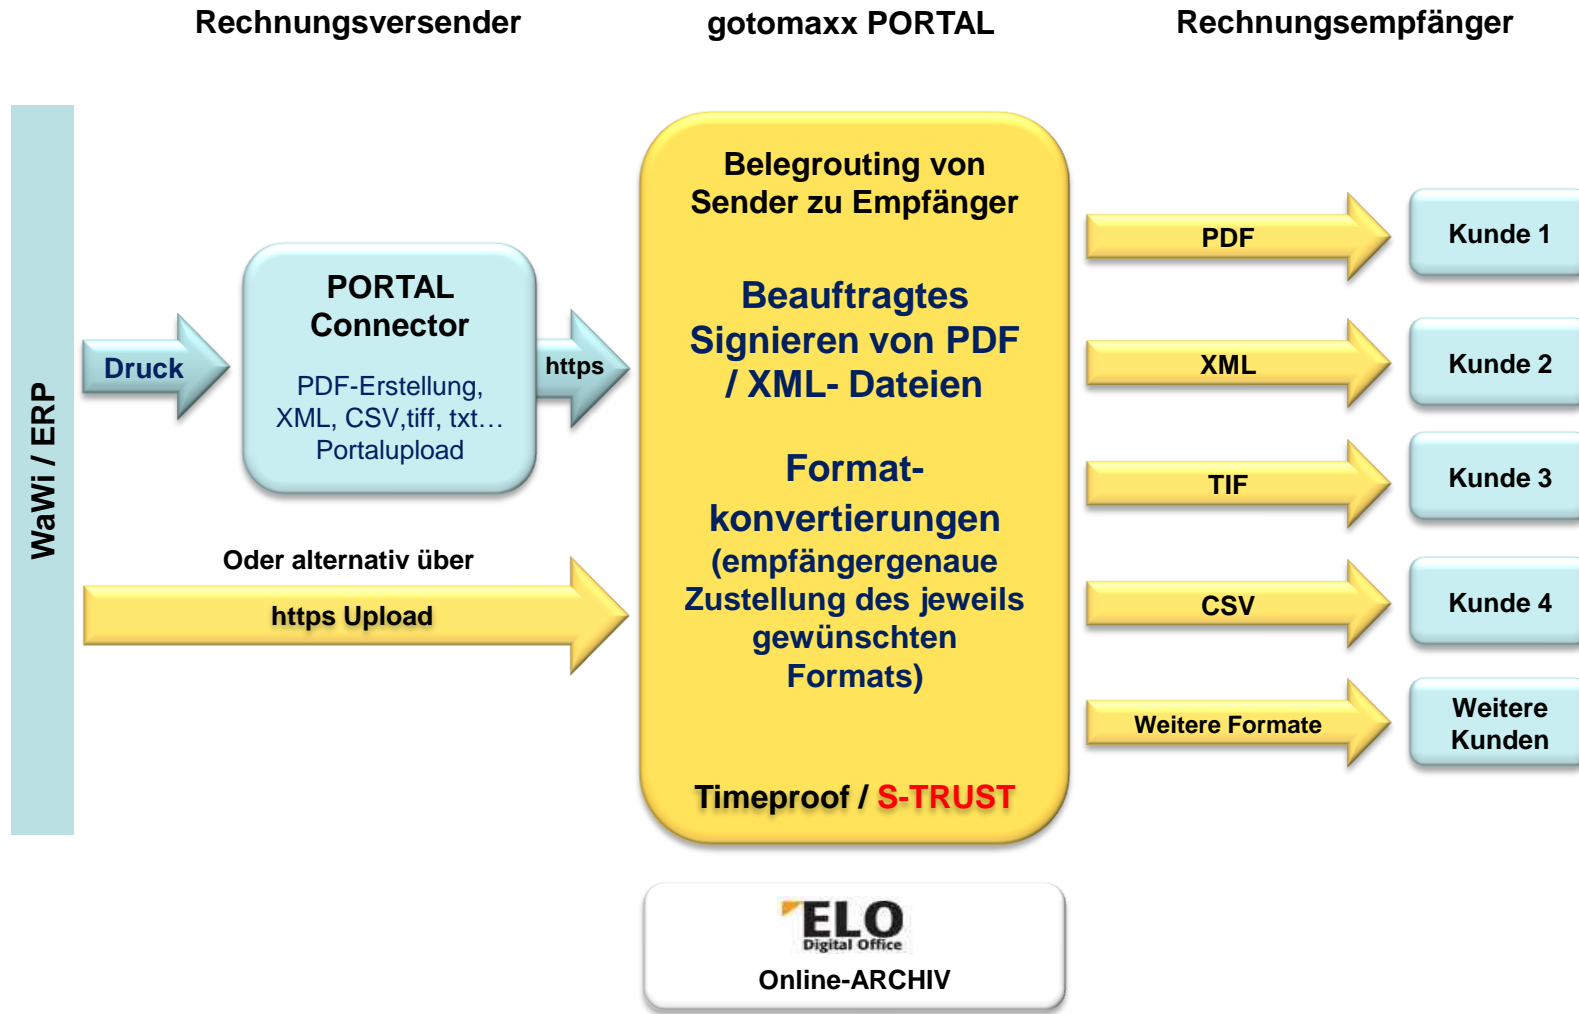 Rechnungsversender
gotomaxx PORTAL
Rechnungsempfänger
WaWi / ERP
Druck
PORTAL
Connector
PDF-Erstellung,
XML, CSV,tiff, txt…
Portalupload
https
Oder alternativ über
https Upload
Belegrouting von
Sender zu Empfänger
Beauftragtes
Signieren von PDF
/ XML- Dateien
Format-
konvertierungen
(empfängergenaue
Zustellung des jeweils
gewünschten
Formats)
Timeproof / S-TRUST
PDF
Kunde 1
XML
Kunde 2
TIF
Kunde 3
CSV
Kunde 4
Weitere Formate
Weitere
Kunden
ELO
Digital Office
Online-ARCHIV